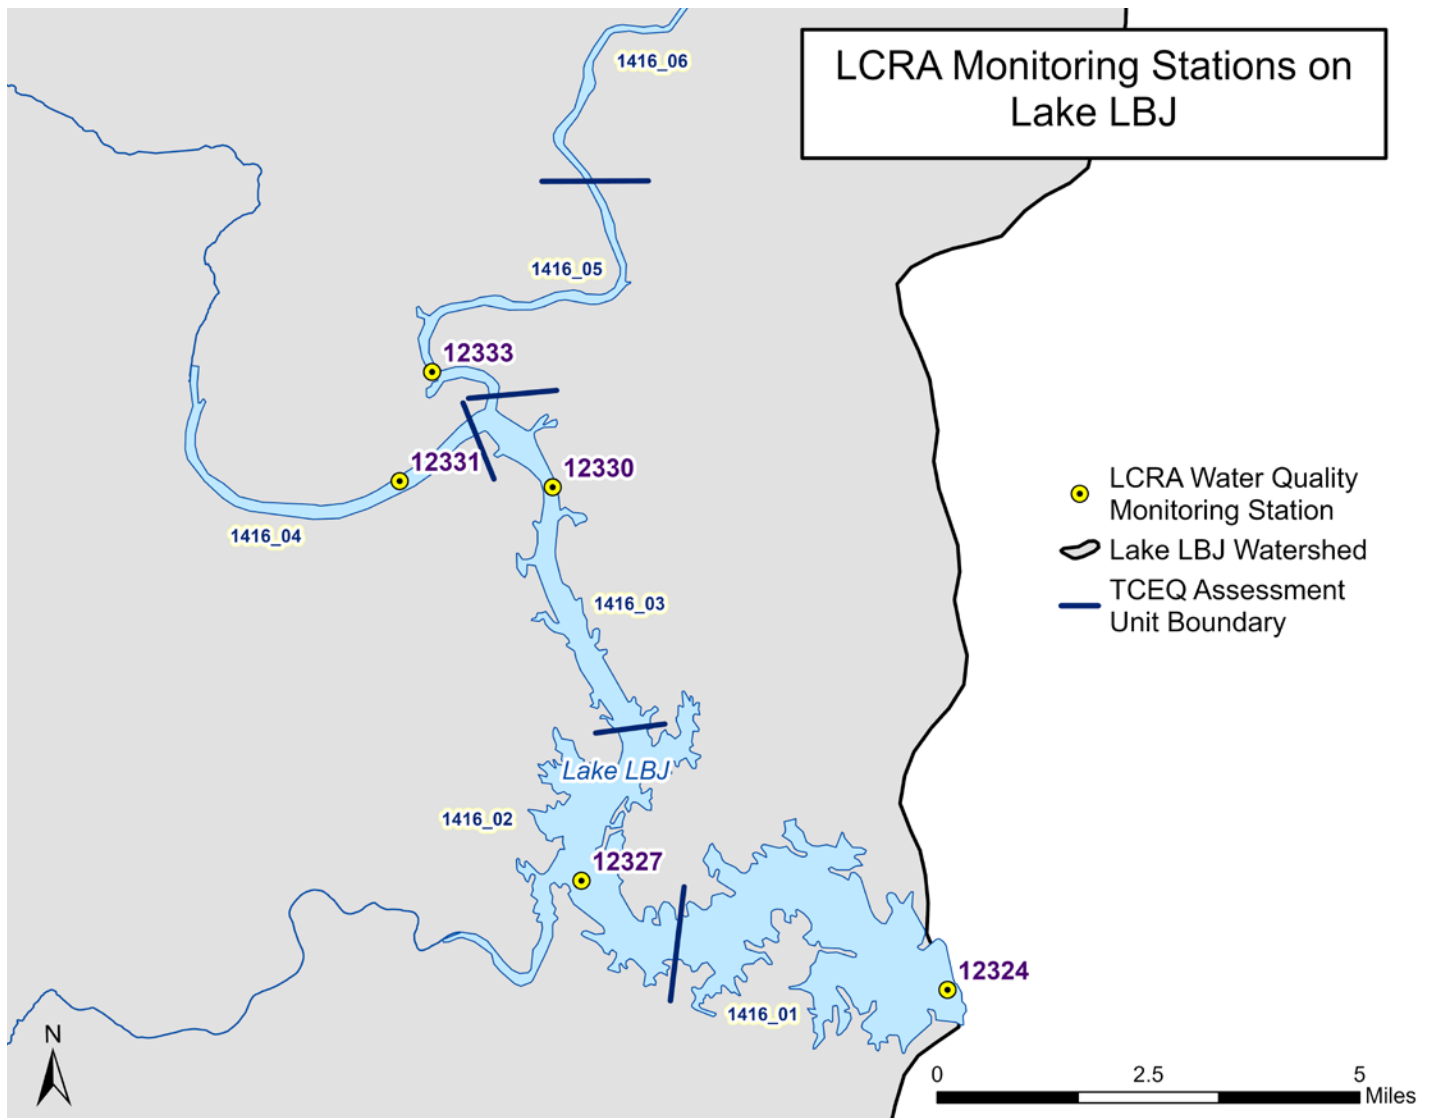 LCRA Monitoring Stations on
Lake LBJ
1416_06
1416_05
12333
12331
12330
1416_04
1416_03
Lake LBJ
1416_02
12327
12324
1416_01
LCRA Water Quality
Monitoring Station
Lake LBJ Watershed
TCEQ Assessment
Unit Boundary
N
0 2.5 5
Miles